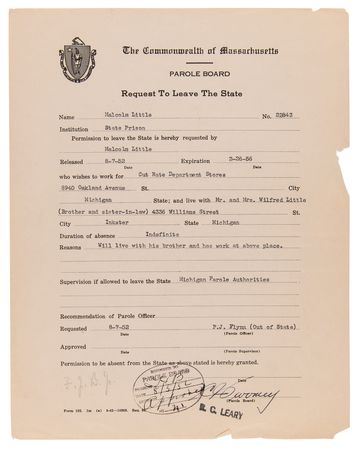 The Commonwealth of Massachusetts
PAROLE BOARD
Request To Leave The State
Name Malcolm Little No. 22843
Institution State Prison
Permission to leave the State is hereby requested by
Malcolm Little
Released 8-7-52 Expiration 2-26-56
Date Date
who wishes to work for Cut Rate Department Stores
8940 Oakland Avenue St. City
Michigan State; and live with Mr. and Mrs. Wilfred Little
(Brother and sister-in-law) 4336 Williams Street St.
City Inkster State Michigan
Duration of absence Indefinite
Reasons Will live with his brother and has work at above place.
Supervision if allowed to leave the State Michigan Parole Authorities
Recommendation of Parole Officer
Requested 8-7-52 P.J. Flynn (Out of State)
Date (Parole Officer)
Approved
Date (Parole Supervisor)
Permission to be absent from the State as above stated is hereby granted.
PAROLE BOARD
Approved
(Parole Board)
R. C. LEARY